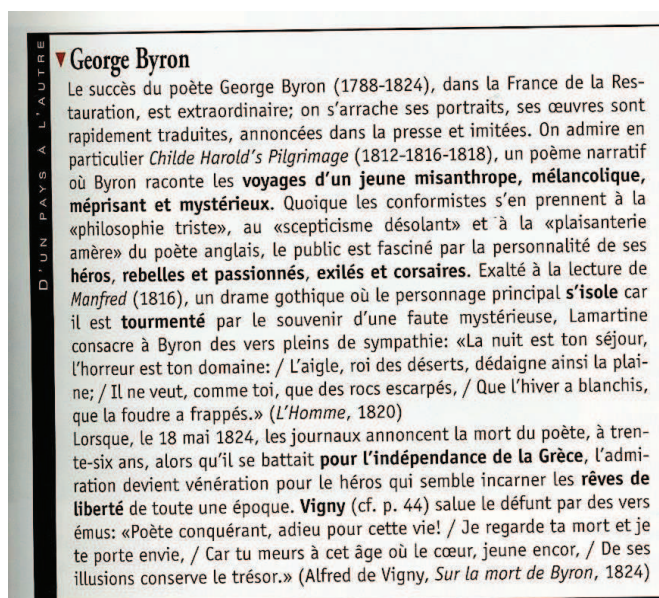 D'UN PAYS À L'AUTRE
George Byron
Le succès du poète George Byron (1788-1824), dans la France de la Res-
tauration, est extraordinaire; on s'arrache ses portraits, ses œuvres sont
rapidement traduites, annoncées dans la presse et imitées. On admire en
particulier Childe Harold's Pilgrimage (1812-1816-1818), un poème narratif
où Byron raconte les voyages d'un jeune misanthrope, mélancolique,
méprisant et mystérieux. Quoique les conformistes s'en prennent à la
«philosophie triste», au «scepticisme désolant» et à la «plaisanterie
amère» du poète anglais, le public est fasciné par la personnalité de ses
héros, rebelles et passionnés, exilés et corsaires. Exalté à la lecture de
Manfred (1816), un drame gothique où le personnage principal s'isole car
il est tourmenté par le souvenir d'une faute mystérieuse, Lamartine
consacre à Byron des vers pleins de sympathie: «La nuit est ton séjour,
l'horreur est ton domaine: / L'aigle, roi des déserts, dédaigne ainsi la plai-
ne; / Il ne veut, comme toi, que des rocs escarpés, / Que l'hiver a blanchis,
que la foudre a frappés.» (L'Homme, 1820)
Lorsque, le 18 mai 1824, les journaux annoncent la mort du poète, à tren-
te-six ans, alors qu'il se battait pour l'indépendance de la Grèce, l'admi-
ration devient vénération pour le héros qui semble incarner les rêves de
liberté de toute une époque. Vigny (cf. p. 44) salue le défunt par des vers
émus: «Poète conquérant, adieu pour cette vie! / Je regarde ta mort et je
te porte envie, / Car tu meurs à cet âge où le cœur, jeune encor, / De ses
illusions conserve le trésor.» (Alfred de Vigny, Sur la mort de Byron, 1824)